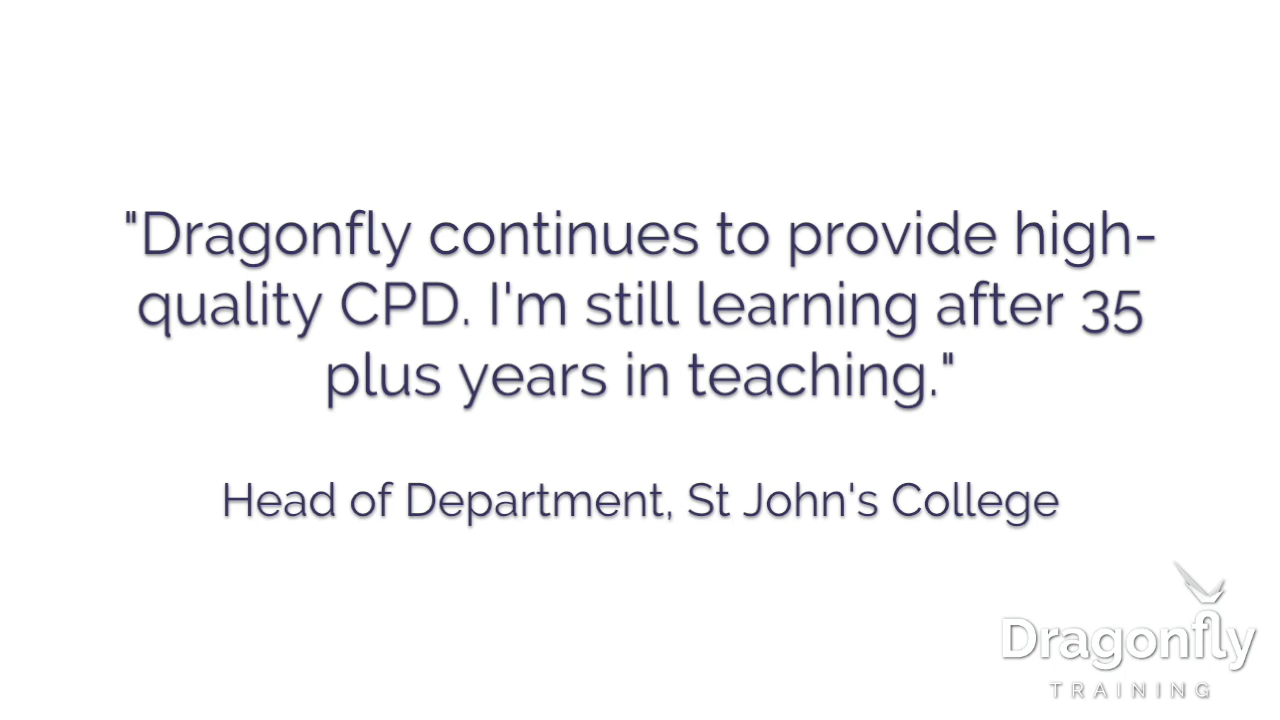 "Dragonfly continues to provide high-
quality CPD. I'm still learning after 35
plus years in teaching."
Head of Department, St John's College
Dragonfly
TRAINING